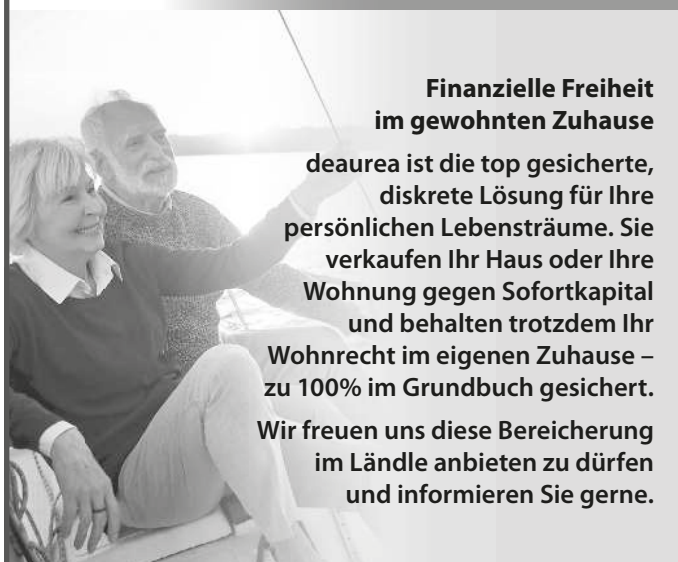 Finanzielle Freiheit
im gewohnten Zuhause
deaurea ist die top gesicherte,
diskrete Lösung für Ihre
persönlichen Lebensträume. Sie
verkaufen Ihr Haus oder Ihre
Wohnung gegen Sofortkapital
und behalten trotzdem Ihr
Wohnrecht im eigenen Zuhause –
zu 100% im Grundbuch gesichert.
Wir freuen uns diese Bereicherung
im Ländle anbieten zu dürfen
und informieren Sie gerne.